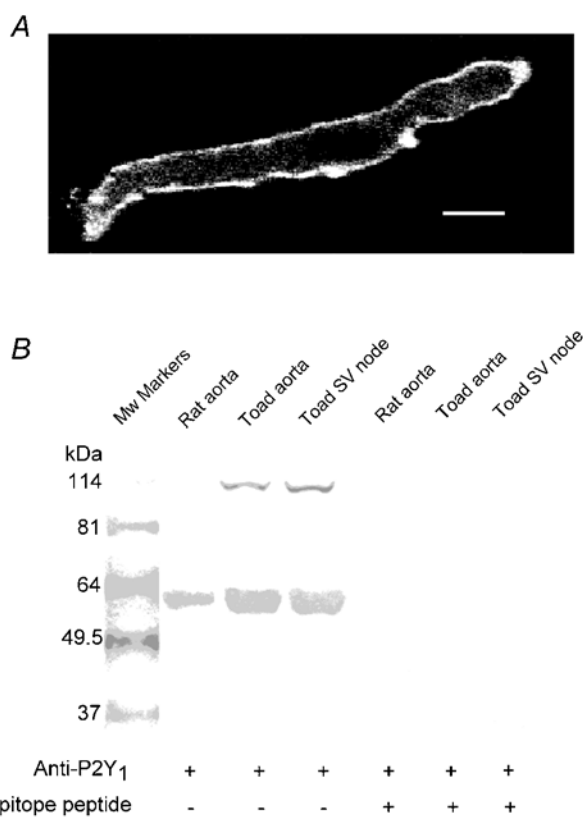 A
B
Mw Markers
Rat aorta
Toad aorta
Toad SV node
Rat aorta
Toad aorta
Toad SV node
kDa
114
81
64
49.5
37
Anti-P2Y1 + + + + + +
pitope peptide - - - + + +